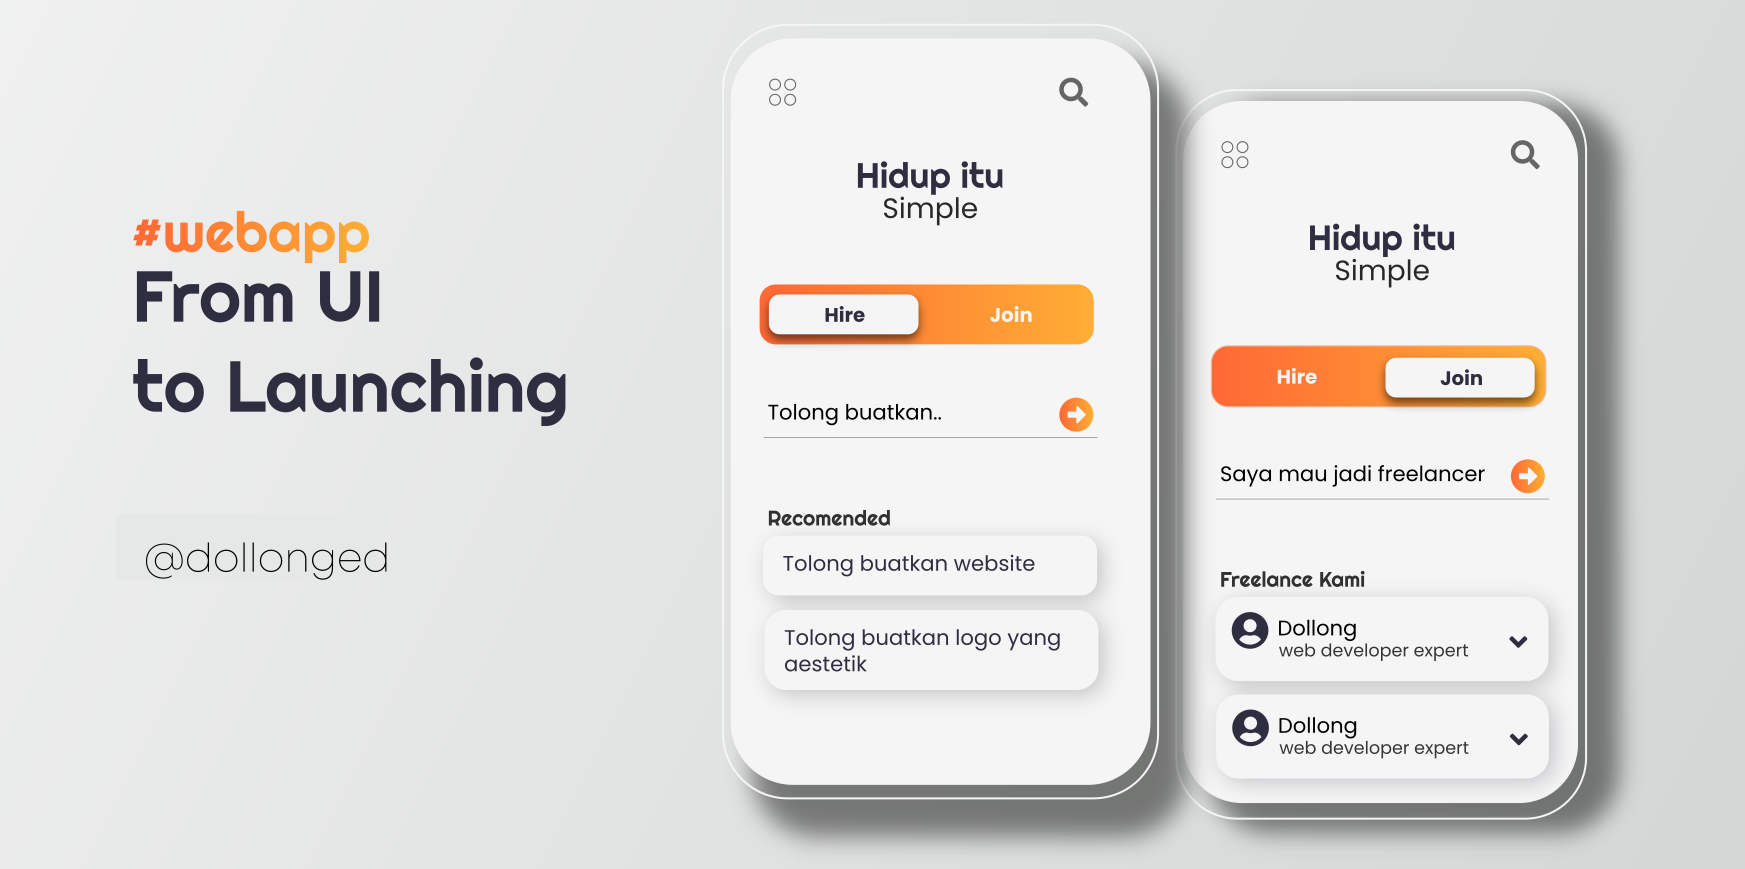 #webapp
From UI
to Launching
@dollonged
Hidup itu
Simple
Hire
Join
Tolong buatkan..
Recomended
Tolong buatkan website
Tolong buatkan logo yang
aestetik
Hidup itu
Simple
Hire
Join
Saya mau jadi freelancer
Freelance Kami
Dollong
web developer expert
Dollong
web developer expert